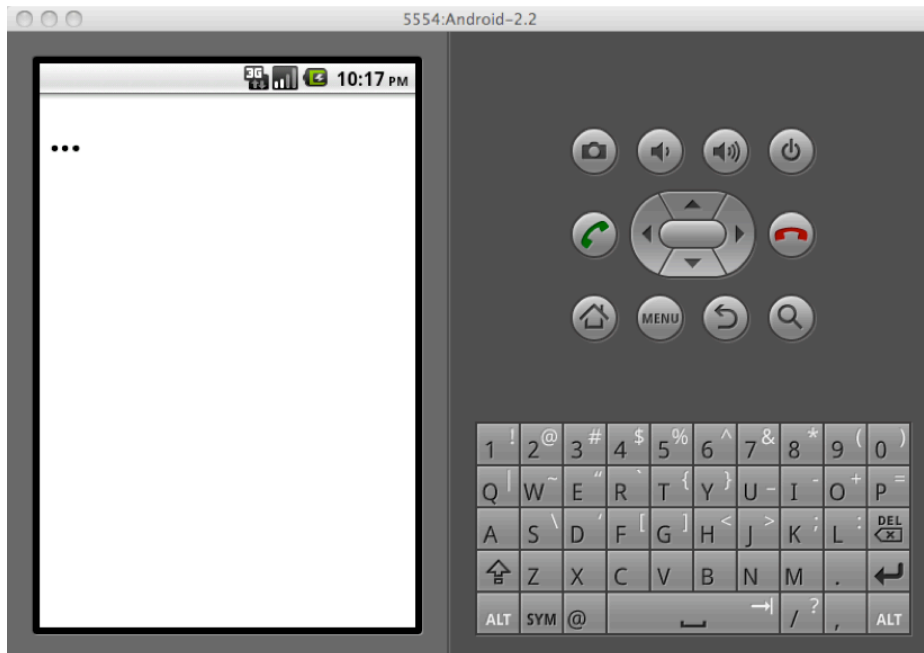 5554:Android-2.2
3G 10:17 PM
...
MENU
1 ! 2 @ 3 # 4 $ 5 % 6 ^ 7 & 8 * 9 ( 0 )
Q | W ~ E “ R ` T { Y } U _ I - O + P =
A S \ D ‘ F [ G ] H < J > K ; L : DEL
Z X C V B N M .
ALT SYM @ / ? , ALT